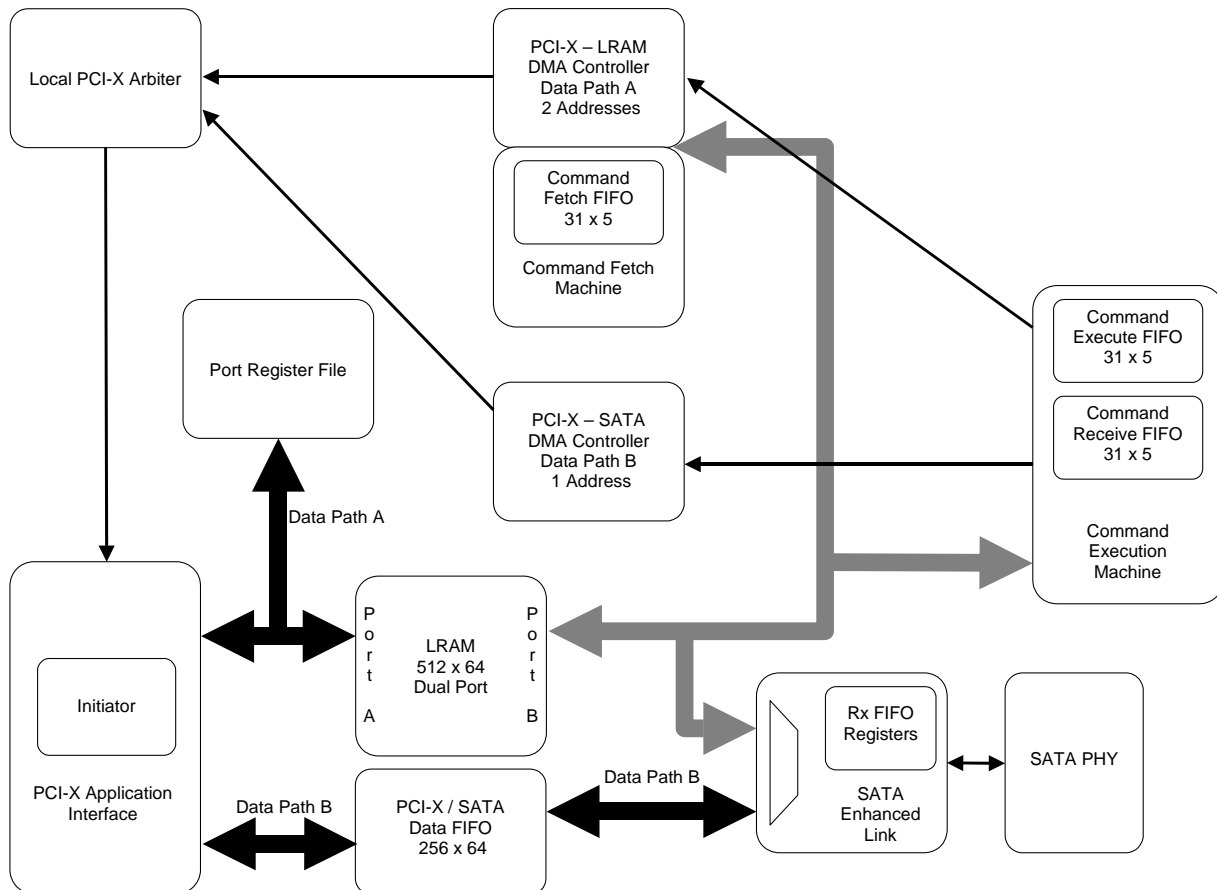 Local PCI-X Arbiter
PCI-X – LRAM
DMA Controller
Data Path A
2 Addresses
Command
Fetch FIFO
31 x 5
Command Fetch
Machine
Port Register File
PCI-X – SATA
DMA Controller
Data Path B
1 Address
Command
Execute FIFO
31 x 5
Command
Receive FIFO
31 x 5
Command
Execution
Machine
Data Path A
Initiator
PCI-X Application
Interface
Port A
LRAM
512 x 64
Dual Port
Port B
Data Path B
PCI-X / SATA
Data FIFO
256 x 64
Data Path B
Rx FIFO
Registers
SATA
Enhanced
Link
SATA PHY